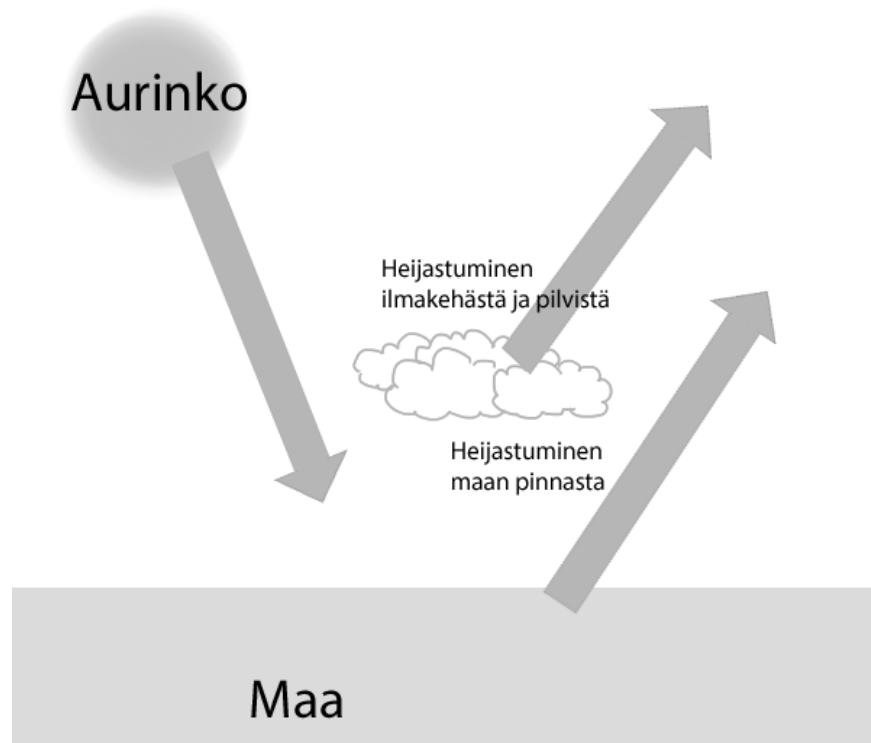 Aurinko
Heijastuminen
ilmakehästä ja pilvistä
Heijastuminen
maan pinnasta
Maa